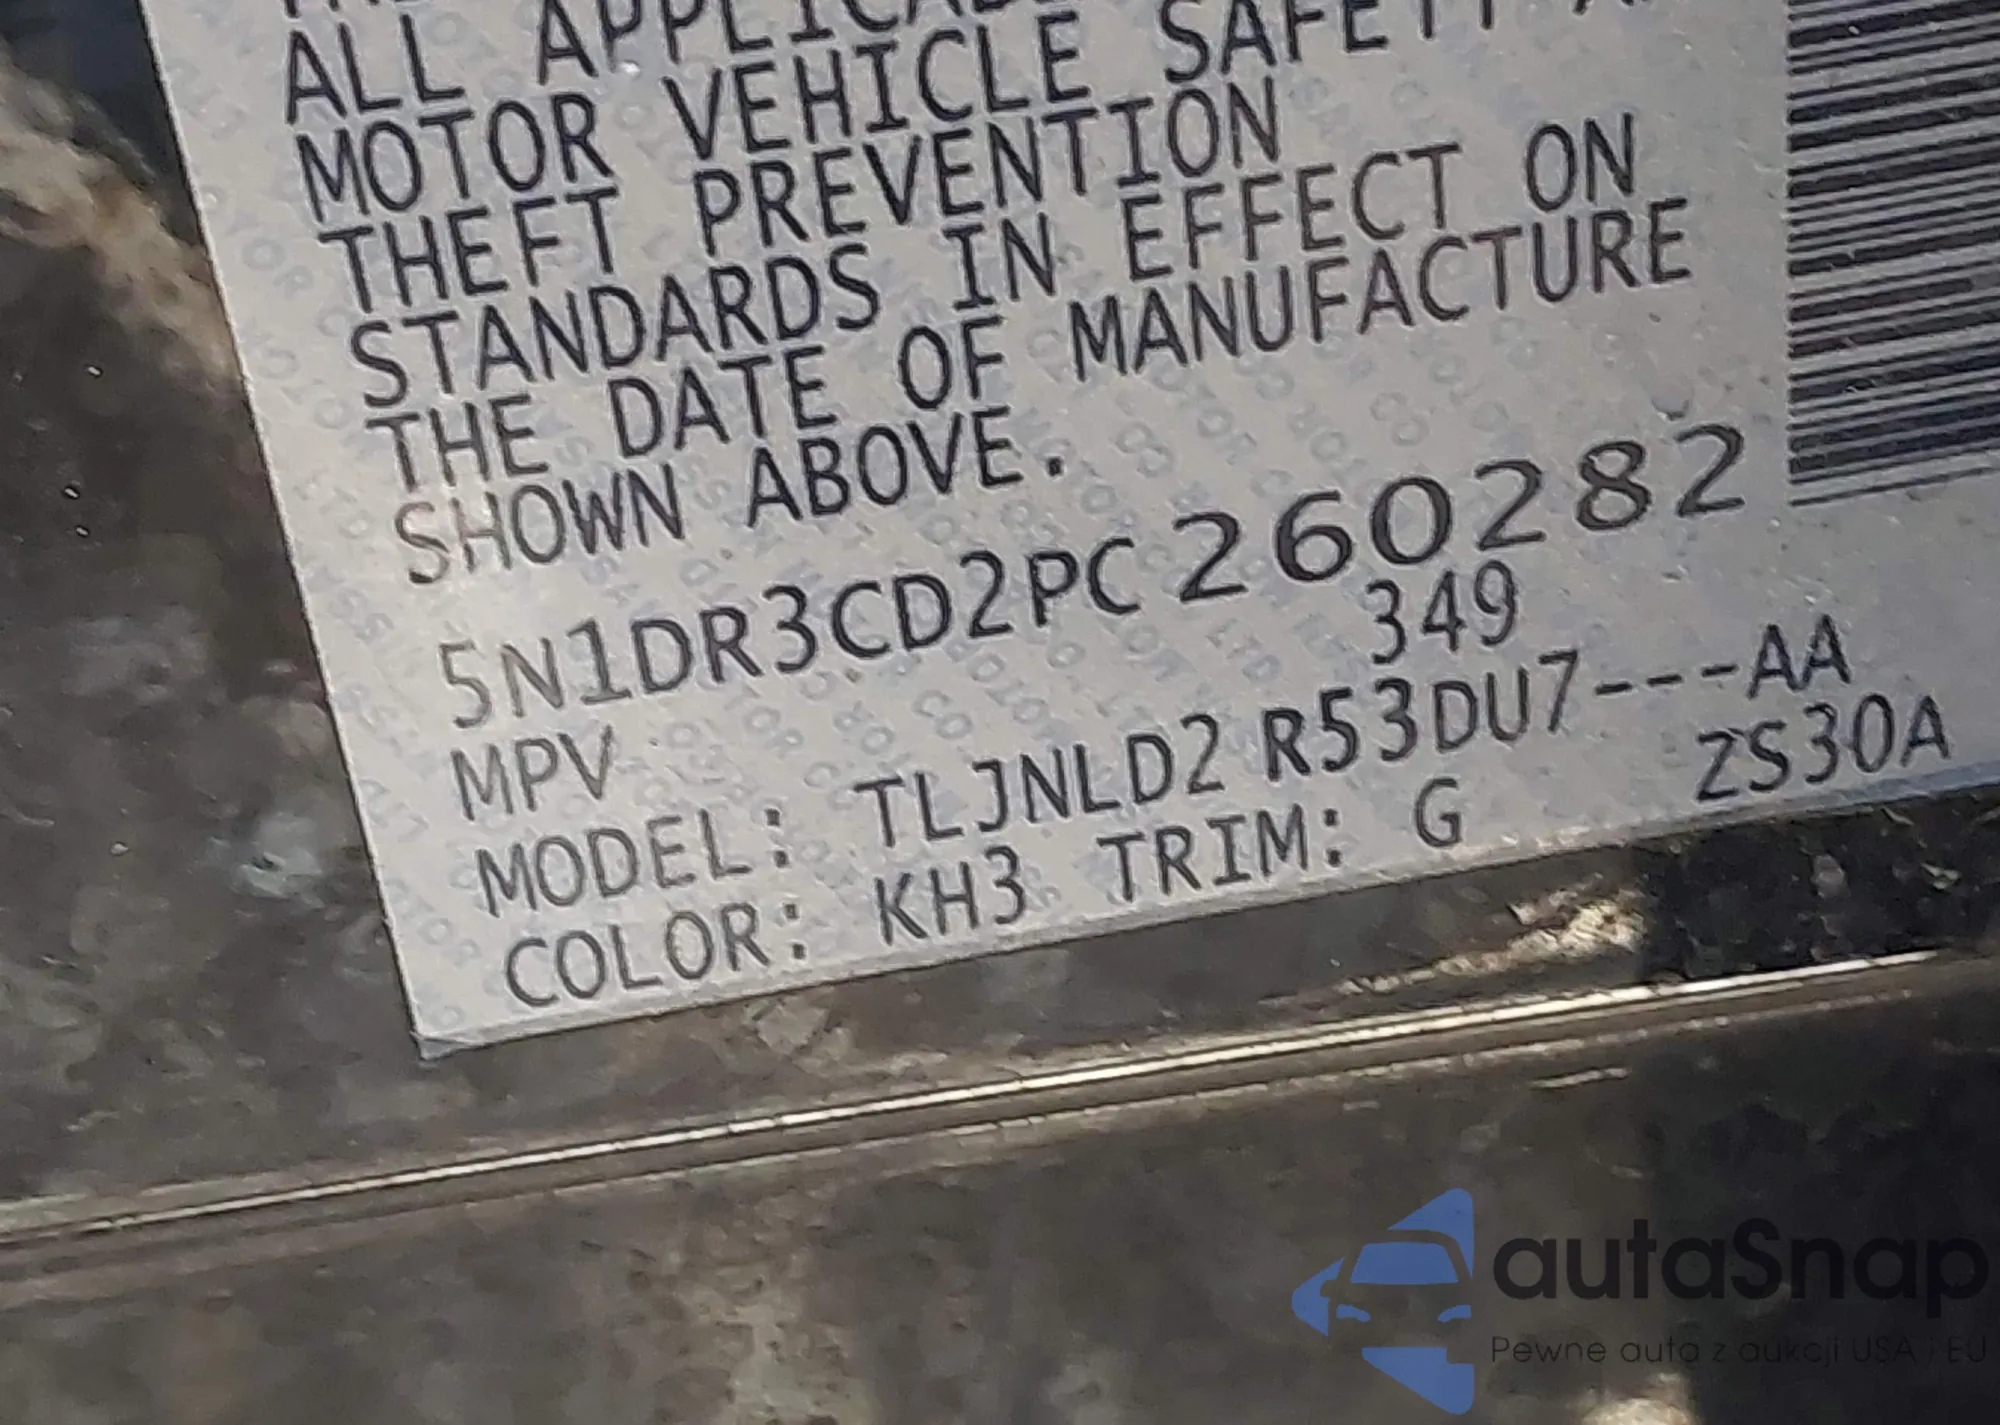 ALL APPLICAB
MOTOR VEHICLE SAFETY A
THEFT PREVENTION
STANDARDS IN EFFECT ON
THE DATE OF MANUFACTURE
SHOWN ABOVE.
5N1DR3CD2PC260282
MPV 349
MODEL: TLJNLD2 R53DU7---AA
COLOR: KH3 TRIM: G ZS30A
autaSnap
Pewne auta z aukcji USA i EU